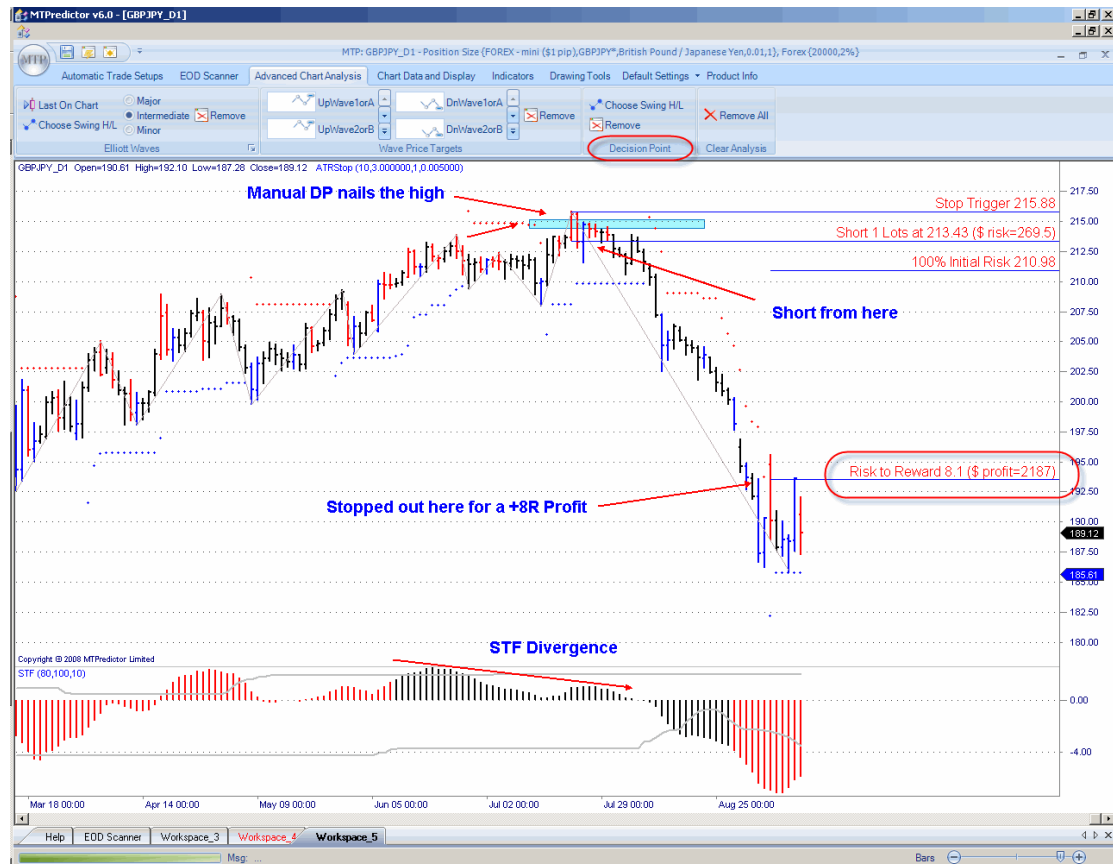 MTPredictor v6.0 - [GBPJPY_D1]
MTP
MTP: GBPJPY_D1 - Position Size {FOREX - mini ($1 pip),GBPJPY*,British Pound / Japanese Yen,0.01,1}, Forex (20000,2%)
Automatic Trade Setups EOD Scanner Advanced Chart Analysis Chart Data and Display Indicators Drawing Tools Default Settings Product Info
Last On Chart
Choose Swing H/L
Major
Intermediate
Minor
Remove
Elliott Waves
UpWave1orA
UpWave2orB
DnWave1orA
DnWave2orB
Remove
Wave Price Targets
Choose Swing H/L
Remove
Decision Point
Remove All
Clear Analysis
GBPJPY_D1 Open=190.61 High=192.10 Low=187.28 Close=189.12 ATRStop (10,3.000000,1,0.005000)
Manual DP nails the high
Stop Trigger 215.88
Short 1 Lots at 213.43 ($ risk=269.5)
100% Initial Risk 210.98
Short from here
Risk to Reward 8.1 ($ profit=2187)
Stopped out here for a +8R Profit
217.50
215.00
212.50
210.00
207.50
205.00
202.50
200.00
197.50
195.00
192.50
190.00
189.12
187.50
185.61
185.00
182.50
180.00
STF Divergence
Copyright © 2008 MTPredictor Limited
STF (80,100,10)
0.00
-4.00
Mar 18 00:00 Apr 14 00:00 May 09 00:00 Jun 05 00:00 Jul 02 00:00 Jul 29 00:00 Aug 25 00:00
Help EOD Scanner Workspace_3 Workspace_4 Workspace_5
Msg: ...
Bars